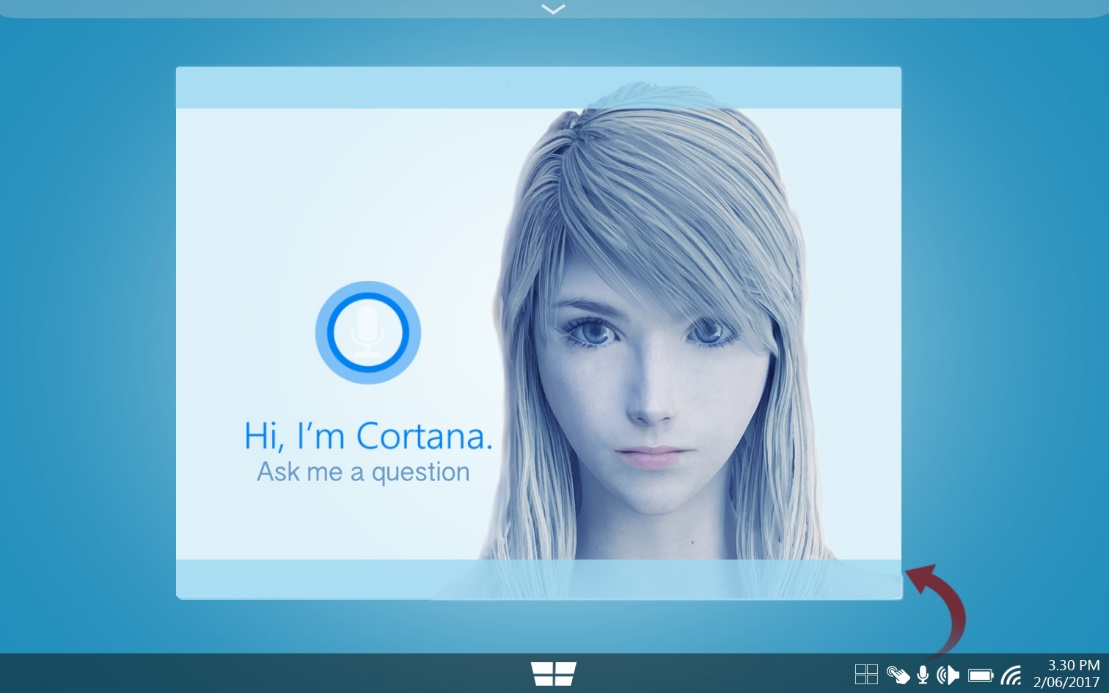 Hi, I’m Cortana.
Ask me a question
3.30 PM
2/06/2017